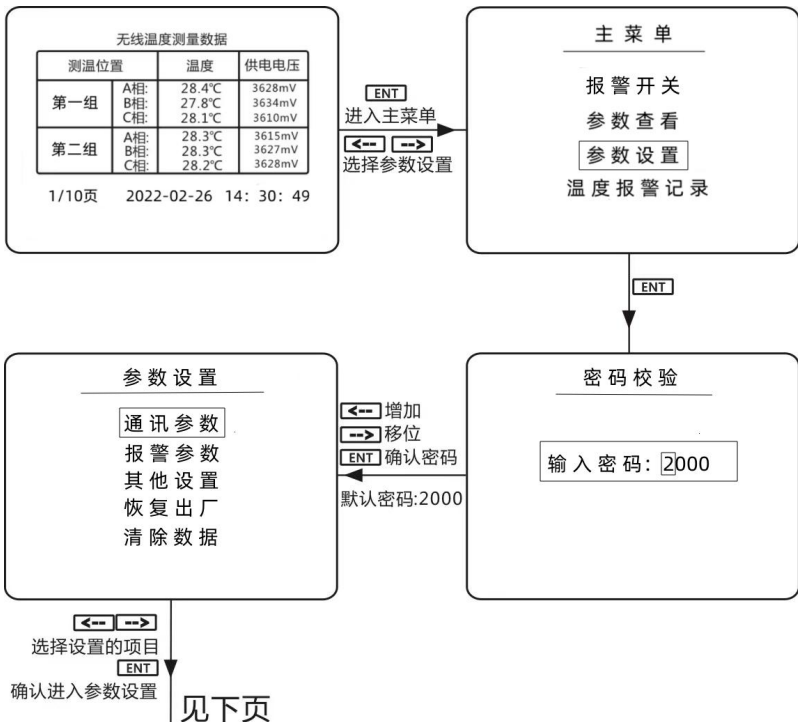 无线温度测量数据
测温位置 温度 供电电压
第一组 A相: 28.4℃ 3628mV
B相: 27.8℃ 3634mV
C相: 28.1℃ 3610mV
第二组 A相: 28.3℃ 3615mV
B相: 28.3℃ 3627mV
C相: 28.2℃ 3628mV
1/10页 2022-02-26 14: 30: 49
ENT
进入主菜单
<-- -->
选择参数设置
主菜单
报警开关
参数查看
参数设置
温度报警记录
ENT
密码校验
输入密码: 2000
<-- 增加
--> 移位
ENT 确认密码
默认密码:2000
参数设置
通讯参数
报警参数
其他设置
恢复出厂
清除数据
<-- -->
选择设置的项目
ENT
确认进入参数设置
见下页